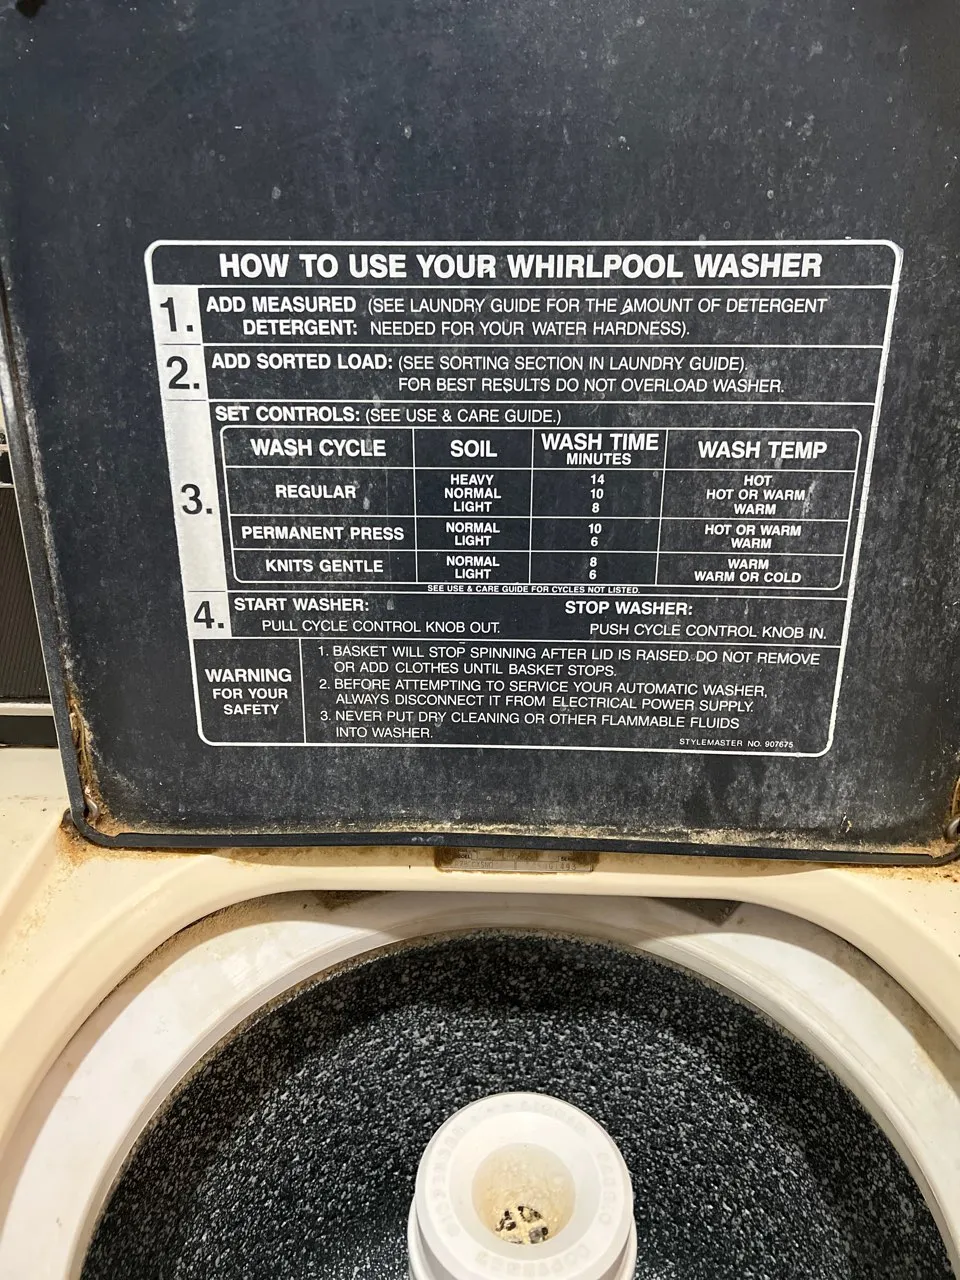 HOW TO USE YOUR WHIRLPOOL WASHER
1. ADD MEASURED (SEE LAUNDRY GUIDE FOR THE AMOUNT OF DETERGENT
DETERGENT: NEEDED FOR YOUR WATER HARDNESS).
2. ADD SORTED LOAD: (SEE SORTING SECTION IN LAUNDRY GUIDE).
FOR BEST RESULTS DO NOT OVERLOAD WASHER.
3. SET CONTROLS: (SEE USE & CARE GUIDE.)
WASH CYCLE SOIL WASH TIME MINUTES WASH TEMP
REGULAR HEAVY 14 HOT
NORMAL 10 HOT OR WARM
LIGHT 8 WARM
PERMANENT PRESS NORMAL 10 HOT OR WARM
LIGHT 6 WARM
KNITS GENTLE NORMAL 8 WARM
LIGHT 6 WARM OR COLD
SEE USE & CARE GUIDE FOR CYCLES NOT LISTED.
4. START WASHER: STOP WASHER:
PULL CYCLE CONTROL KNOB OUT. PUSH CYCLE CONTROL KNOB IN.
WARNING
FOR YOUR
SAFETY
1. BASKET WILL STOP SPINNING AFTER LID IS RAISED. DO NOT REMOVE
OR ADD CLOTHES UNTIL BASKET STOPS.
2. BEFORE ATTEMPTING TO SERVICE YOUR AUTOMATIC WASHER,
ALWAYS DISCONNECT IT FROM ELECTRICAL POWER SUPPLY.
3. NEVER PUT DRY CLEANING OR OTHER FLAMMABLE FLUIDS
INTO WASHER.
STYLEMASTER NO. 907675